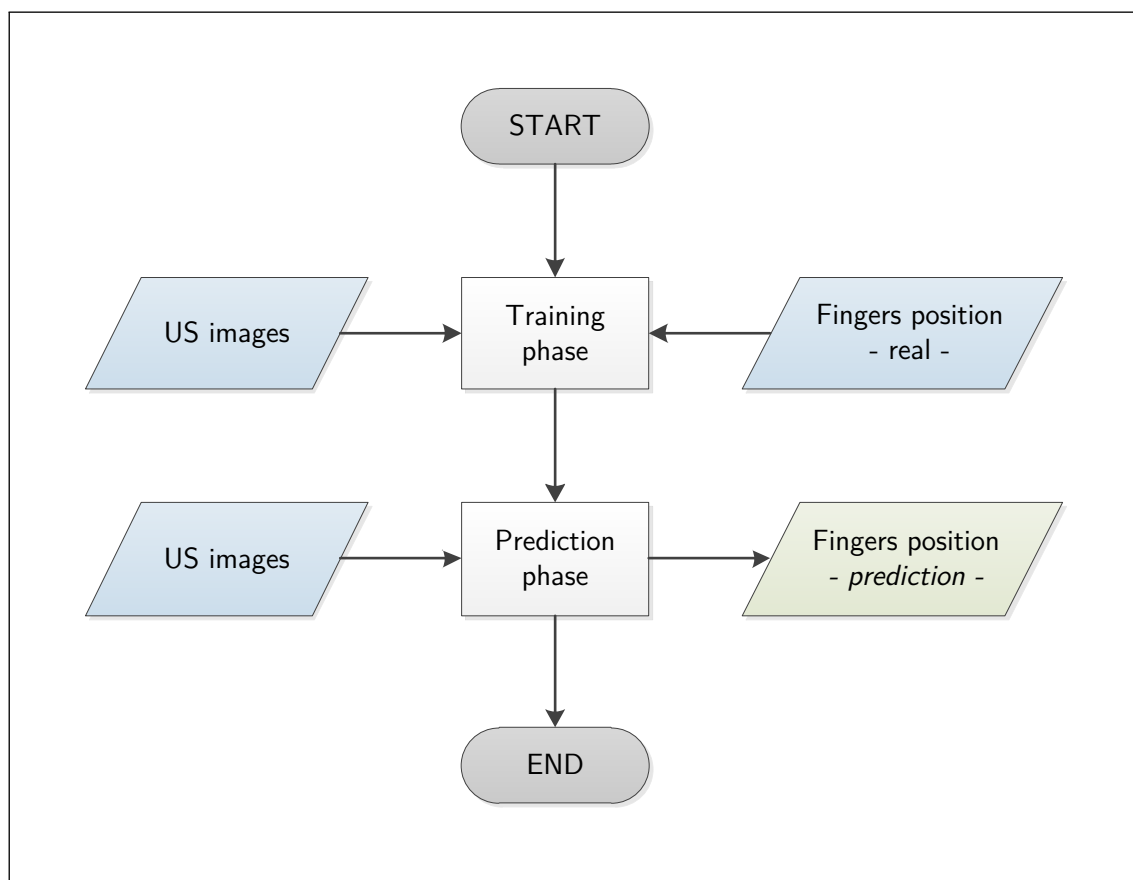 START
US images
Training
phase
Fingers position
- real -
US images
Prediction
phase
Fingers position
- prediction -
END